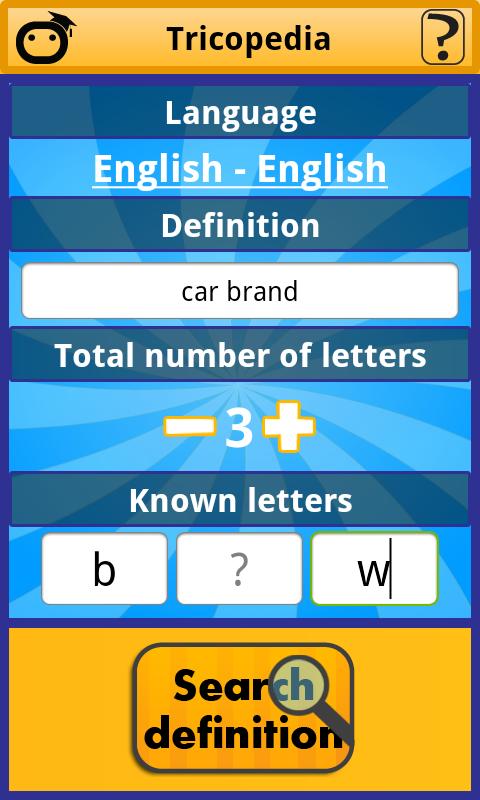 Tricopedia
?
Language
English - English
Definition
car brand
Total number of letters
3
Known letters
b ? w
Search
definition